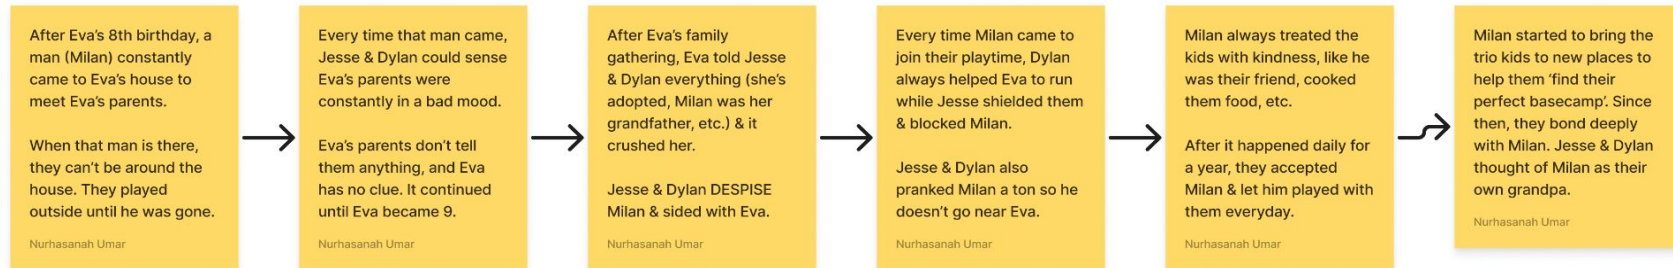 After Eva's 8th birthday, a
man (Milan) constantly
came to Eva's house to
meet Eva's parents.
When that man is there,
they can't be around the
house. They played
outside until he was gone.
Nurhasanah Umar
Every time that man came,
Jesse & Dylan could sense
Eva's parents were
constantly in a bad mood.
Eva's parents don't tell
them anything, and Eva
has no clue. It continued
until Eva became 9.
Nurhasanah Umar
After Eva's family
gathering, Eva told Jesse
& Dylan everything (she's
adopted, Milan was her
grandfather, etc.) & it
crushed her.
Jesse & Dylan DESPISE
Milan & sided with Eva.
Nurhasanah Umar
Every time Milan came to
join their playtime, Dylan
always helped Eva to run
while Jesse shielded them
& blocked Milan.
Jesse & Dylan also
pranked Milan a ton so he
doesn't go near Eva.
Nurhasanah Umar
Milan always treated the
kids with kindness, like he
was their friend, cooked
them food, etc.
After it happened daily for
a year, they accepted
Milan & let him played with
them everyday.
Nurhasanah Umar
Milan started to bring the
trio kids to new places to
help them 'find their
perfect basecamp'. Since
then, they bond deeply
with Milan. Jesse & Dylan
thought of Milan as their
own grandpa.
Nurhasanah Umar